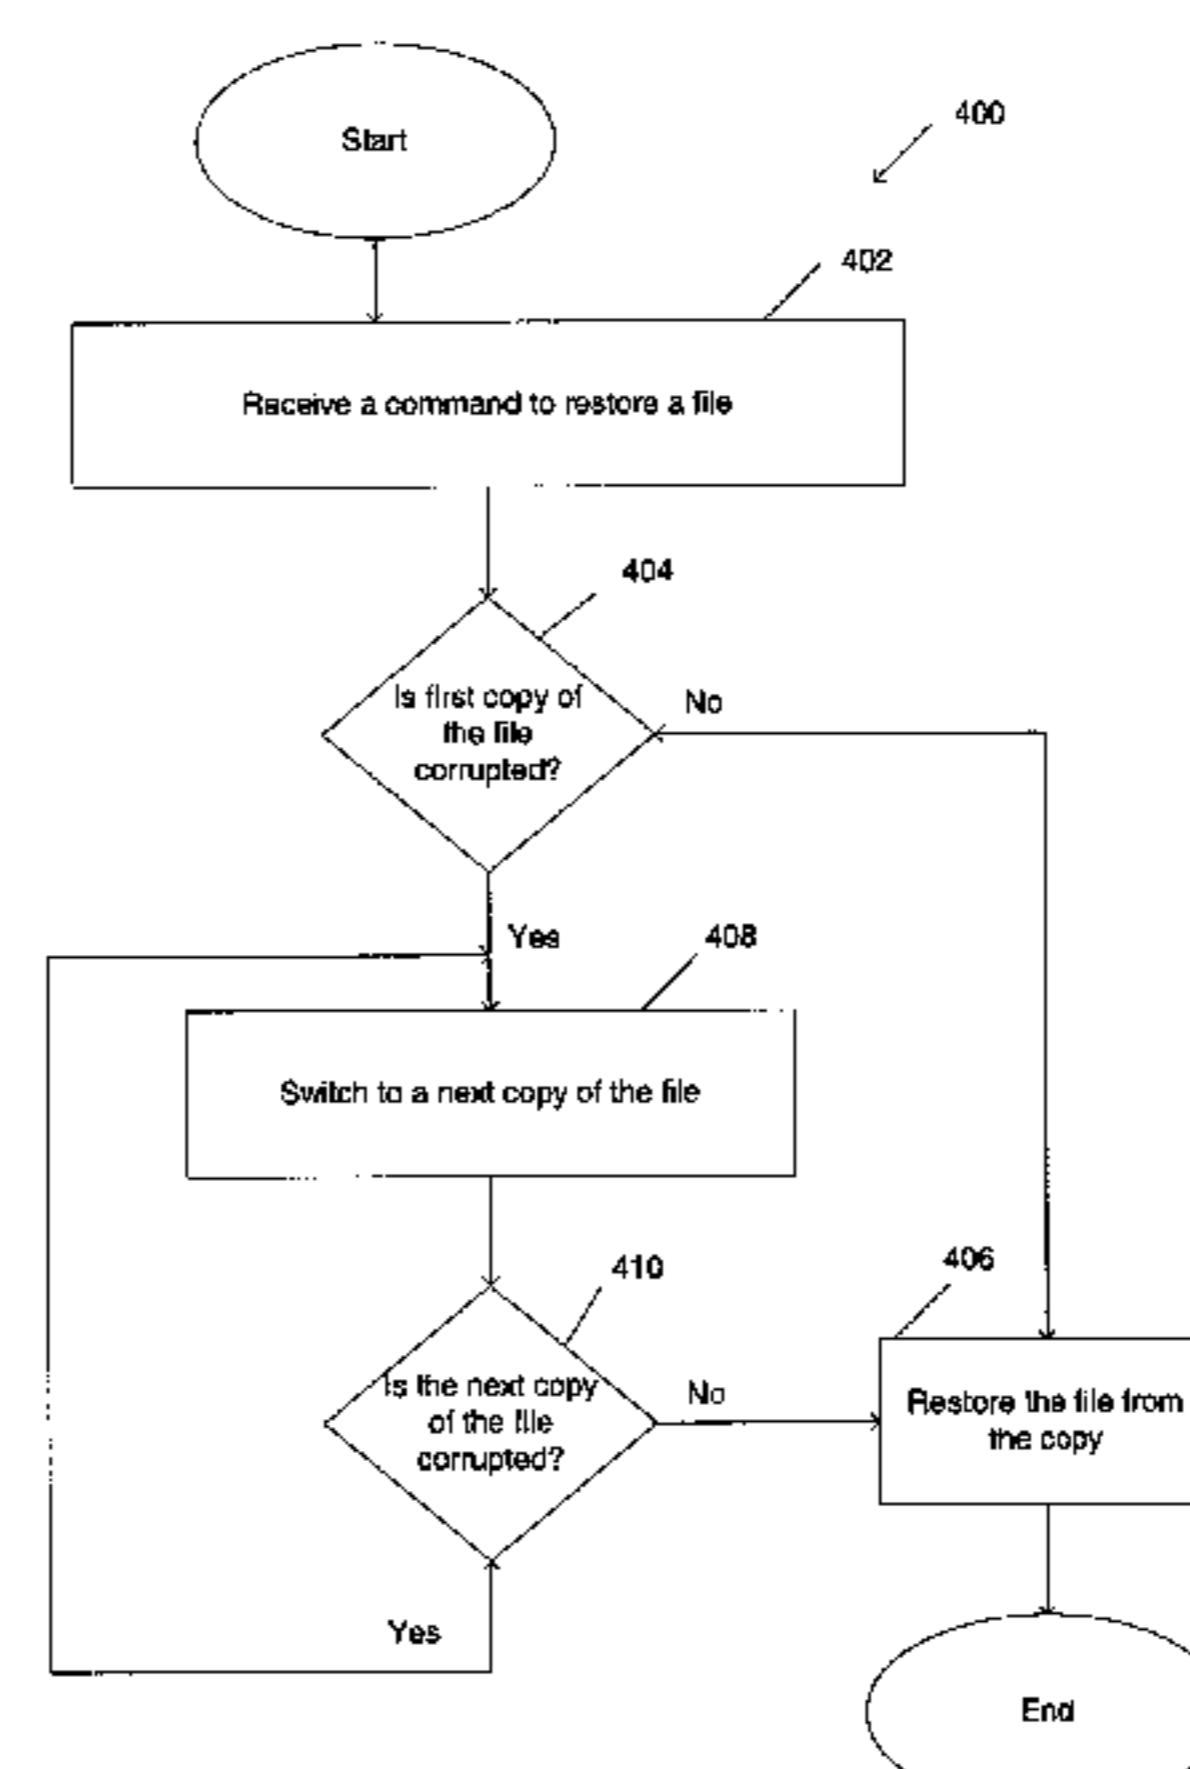 Start
400
402
Receive a command to restore a file
404
Is first copy of
the file
corrupted?
No
Yes
408
Switch to a next copy of the file
410
406
Is the next copy
of the file
corrupted?
No
Restore the file from
the copy
Yes
End